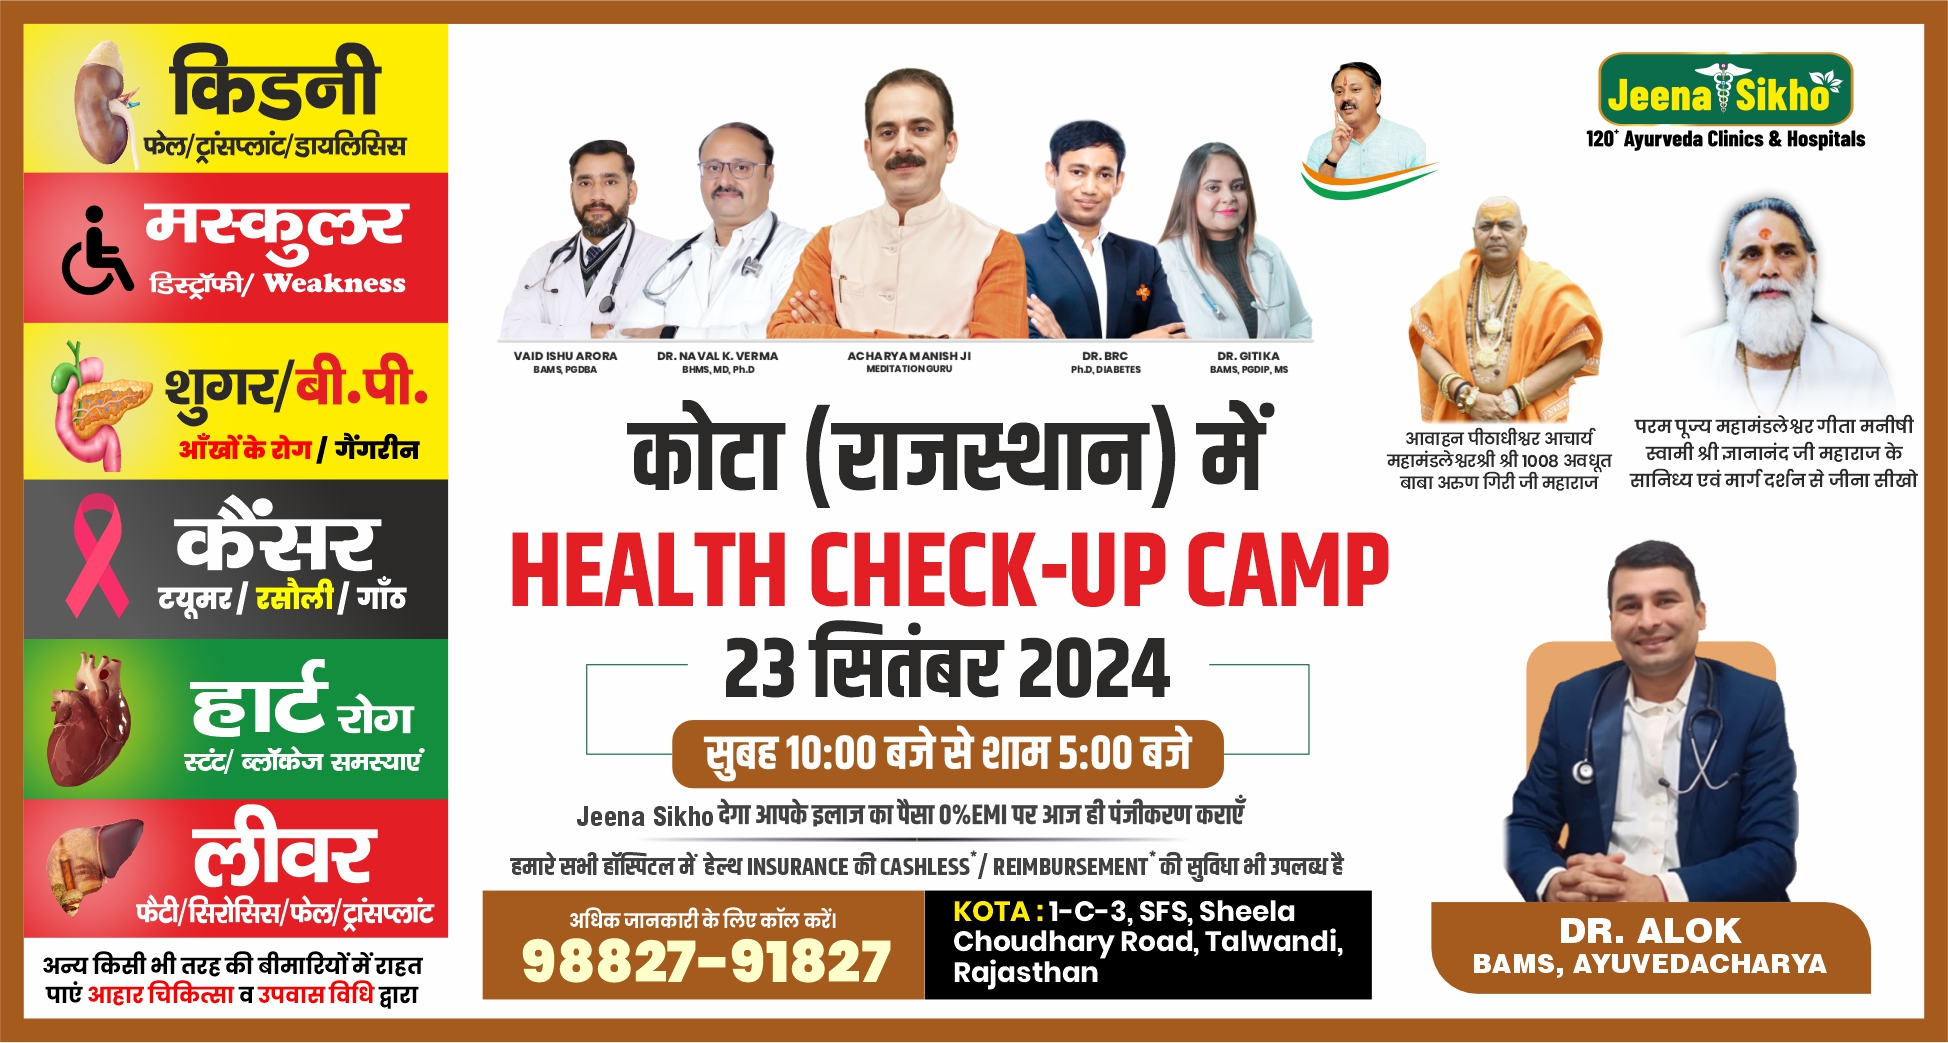 किडनी
फेल/ट्रांसप्लांट/डायलिसिस
मस्कुलर
डिस्ट्रॉफी/ Weakness
शुगर/बी.पी.
आँखों के रोग / गैंगरीन
कैंसर
टयूमर/ रसौली/ गाँठ
हार्ट रोग
स्टंट/ ब्लॉकेज समस्याएं
लीवर
फैटी/सिरोसिस/फेल/ट्रांसप्लांट
अन्य किसी भी तरह की बीमारियों में राहत
पाएं आहार चिकित्सा व उपवास विधि द्वारा
VAID ISHU ARORA
BAMS, PGDBA
DR. NAVAL K. VERMA
BHMS, MD, Ph.D
ACHARYA MANISH JI
MEDITATION GURU
DR. BRC
Ph.D, DIABETES
DR. GITIKA
BAMS, PGDIP, MS
Jeena Sikho
120+ Ayurveda Clinics & Hospitals
आवाहन पीठाधीश्वर आचार्य
महामंडलेश्वरश्री श्री 1008 अवधूत
बाबा अरुण गिरी जी महाराज
परम पूज्य महामंडलेश्वर गीता मनीषी
स्वामी श्री ज्ञानानंद जी महाराज के
सानिध्य एवं मार्ग दर्शन से जीना सीखो
कोटा (राजस्थान) में
HEALTH CHECK-UP CAMP
23 सितंबर 2024
सुबह 10:00 बजे से शाम 5:00 बजे
Jeena Sikho देगा आपके इलाज का पैसा 0%EMI पर आज ही पंजीकरण कराएँ
हमारे सभी हॉस्पिटल में हेल्थ INSURANCE की CASHLESS* / REIMBURSEMENT* की सुविधा भी उपलब्ध है
अधिक जानकारी के लिए कॉल करें।
98827-91827
KOTA : 1-C-3, SFS, Sheela
Choudhary Road, Talwandi,
Rajasthan
DR. ALOK
BAMS, AYUVEDACHARYA